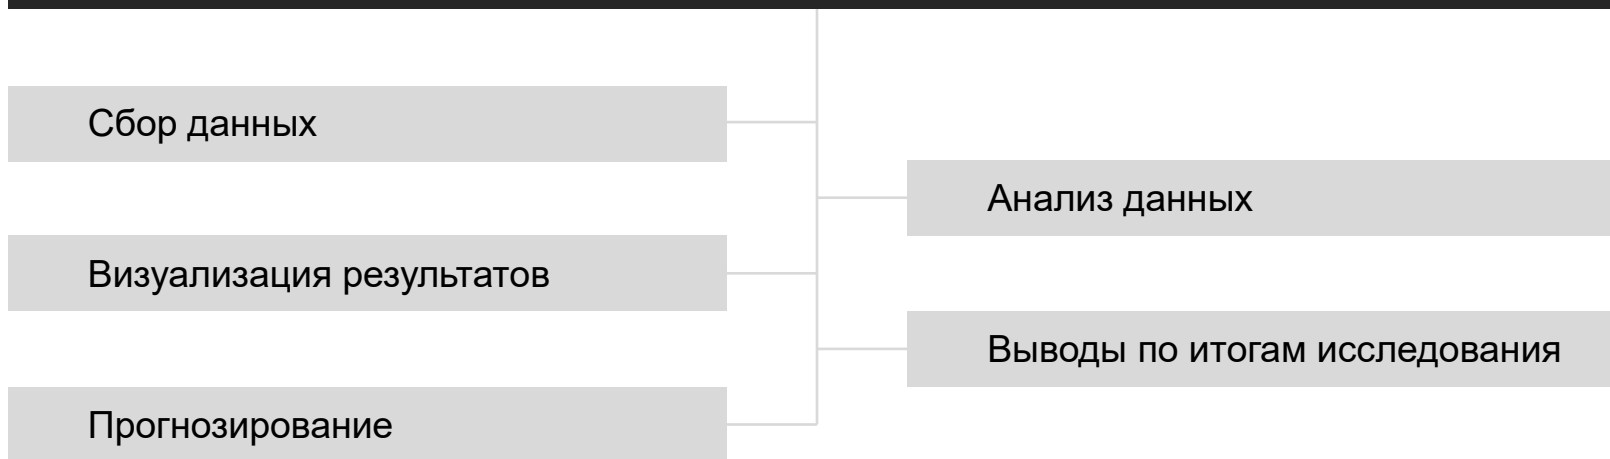 Сбор данных
Анализ данных
Визуализация результатов
Выводы по итогам исследования
Прогнозирование